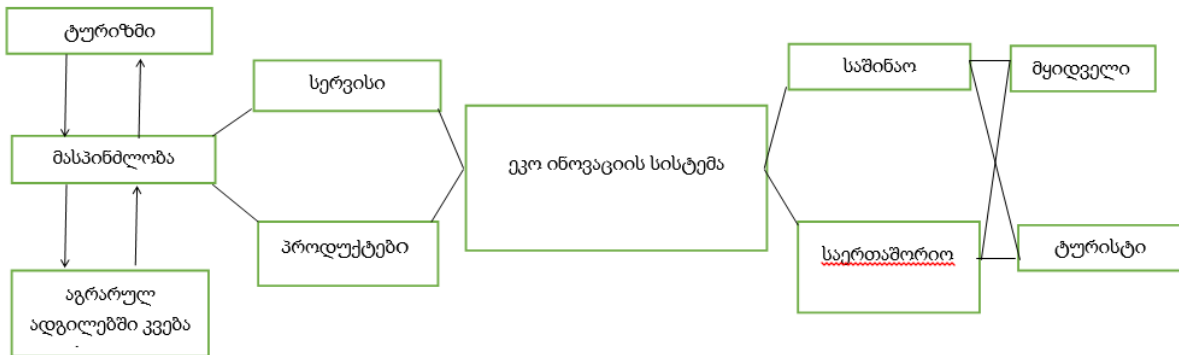 ტურიზმი
სერვისი
საშინაო
მყიდველი
მასპინძლობა
ეკო ინოვაციის სისტემა
პროდუქტები
საერთაშორიო
ტურისტი
აგრარულ
ადგილებში კვება